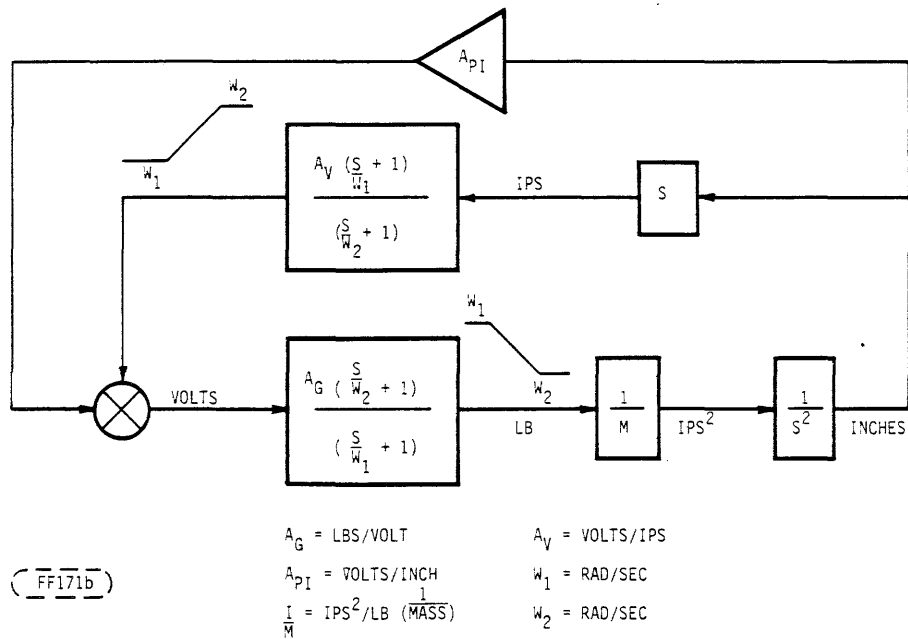 A_PI
W_2
W_1
A_V (S/W_1 + 1)
(S/W_2 + 1)
IPS
S
W_1
W_2
VOLTS
A_G (S/W_2 + 1)
(S/W_1 + 1)
LB
1/M
IPS^2
1/S^2
INCHES
A_G = LBS/VOLT
A_V = VOLTS/IPS
A_PI = VOLTS/INCH
W_1 = RAD/SEC
I/M = IPS^2/LB (1/MASS)
W_2 = RAD/SEC
FF171b